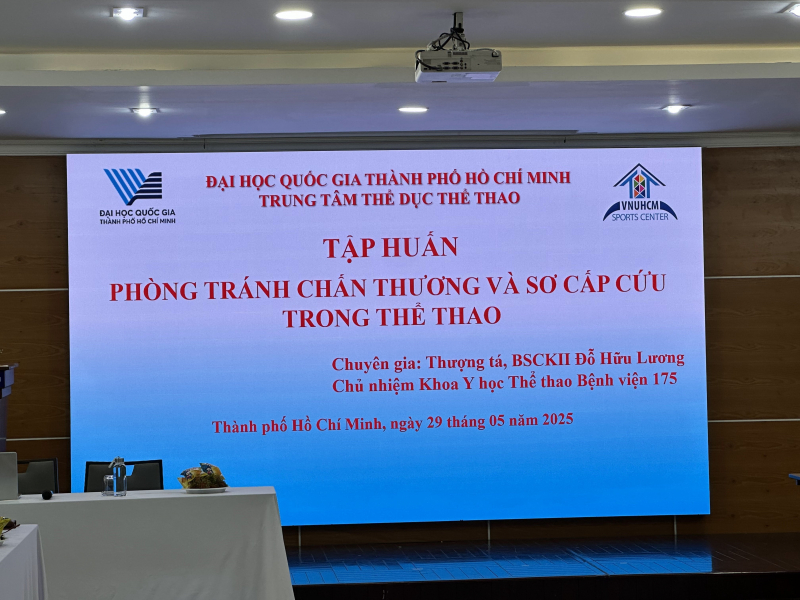 ĐẠI HỌC QUỐC GIA THÀNH PHỐ HỒ CHÍ MINH
TRUNG TÂM THỂ DỤC THỂ THAO
ĐẠI HỌC QUỐC GIA
THÀNH PHỐ HỒ CHÍ MINH
VNUHCM
SPORTS CENTER
TẬP HUẤN
PHÒNG TRÁNH CHẤN THƯƠNG VÀ SƠ CẤP CỨU
TRONG THỂ THAO
Chuyên gia: Thượng tá, BSCKII Đỗ Hữu Lương
Chủ nhiệm Khoa Y học Thể thao Bệnh viện 175
Thành phố Hồ Chí Minh, ngày 29 tháng 05 năm 2025